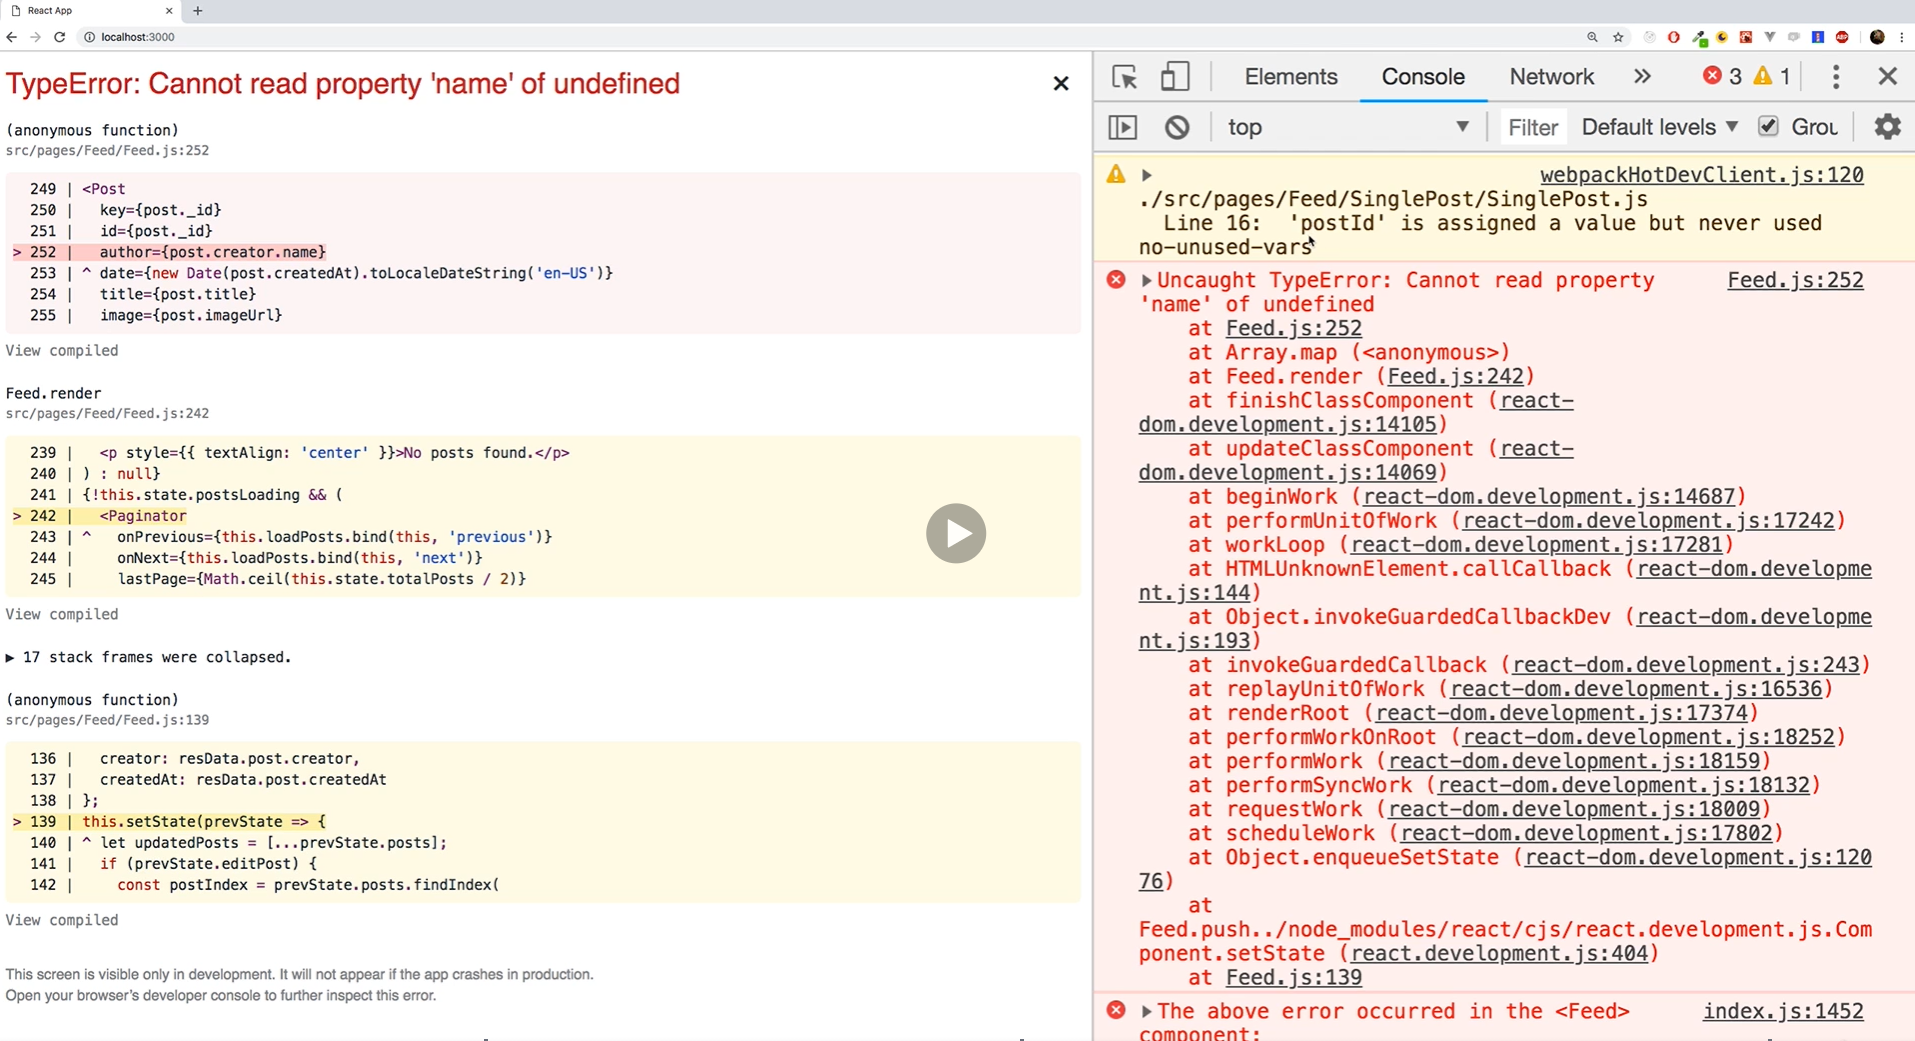 React App
localhost:3000
TypeError: Cannot read property 'name' of undefined
(anonymous function)
src/pages/Feed/Feed.js:252
249 | <Post
250 | key={post._id}
251 | id={post._id}
> 252 | author={post.creator.name}
253 | ^ date={new Date(post.createdAt).toLocaleDateString('en-US')}
254 | title={post.title}
255 | image={post.imageUrl}
View compiled
Feed.render
src/pages/Feed/Feed.js:242
239 | <p style={{ textAlign: 'center' }}>No posts found.</p>
240 | ) : null}
241 | {!this.state.postsLoading && (
> 242 | <Paginator
243 | ^ onPrevious={this.loadPosts.bind(this, 'previous')}
244 | onNext={this.loadPosts.bind(this, 'next')}
245 | lastPage={Math.ceil(this.state.totalPosts / 2)}
View compiled
▶ 17 stack frames were collapsed.
(anonymous function)
src/pages/Feed/Feed.js:139
136 | creator: resData.post.creator,
137 | createdAt: resData.post.createdAt
138 | };
> 139 | this.setState(prevState => {
140 | ^ let updatedPosts = [...prevState.posts];
141 | if (prevState.editPost) {
142 | const postIndex = prevState.posts.findIndex(
View compiled
This screen is visible only in development. It will not appear if the app crashes in production.
Open your browser’s developer console to further inspect this error.
Elements Console Network » 3 1
top Filter Default levels Grou
webpackHotDevClient.js:120
./src/pages/Feed/SinglePost/SinglePost.js
Line 16: 'postId' is assigned a value but never used
no-unused-vars
Uncaught TypeError: Cannot read property Feed.js:252
'name' of undefined
at Feed.js:252
at Array.map (<anonymous>)
at Feed.render (Feed.js:242)
at finishClassComponent (react-
dom.development.js:14105)
at updateClassComponent (react-
dom.development.js:14069)
at beginWork (react-dom.development.js:14687)
at performUnitOfWork (react-dom.development.js:17242)
at workLoop (react-dom.development.js:17281)
at HTMLUnknownElement.callCallback (react-dom.developme
nt.js:144)
at Object.invokeGuardedCallbackDev (react-dom.developme
nt.js:193)
at invokeGuardedCallback (react-dom.development.js:243)
at replayUnitOfWork (react-dom.development.js:16536)
at renderRoot (react-dom.development.js:17374)
at performWorkOnRoot (react-dom.development.js:18252)
at performWork (react-dom.development.js:18159)
at performSyncWork (react-dom.development.js:18132)
at requestWork (react-dom.development.js:18009)
at scheduleWork (react-dom.development.js:17802)
at Object.enqueueSetState (react-dom.development.js:120
76)
at
Feed.push../node_modules/react/cjs/react.development.js.Com
ponent.setState (react.development.js:404)
at Feed.js:139
The above error occurred in the <Feed> index.js:1452
component: